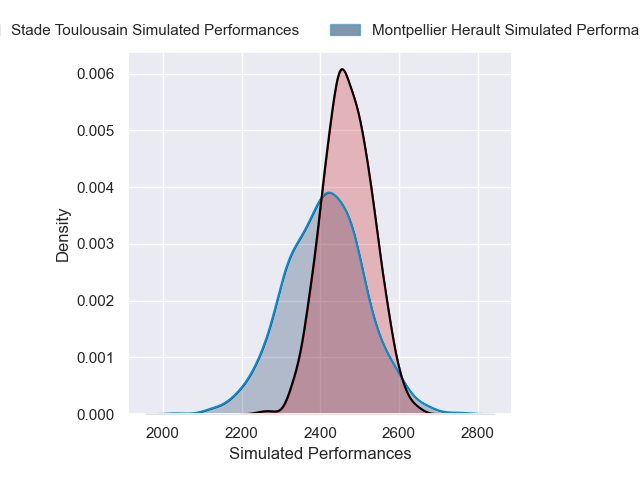 Stade Toulousain Simulated Performances Montpellier Herault Simulated Performa
0.006
0.005
0.004
0.003
0.002
0.001
0.000
Density
2000 2200 2400 2600 2800
Simulated Performances